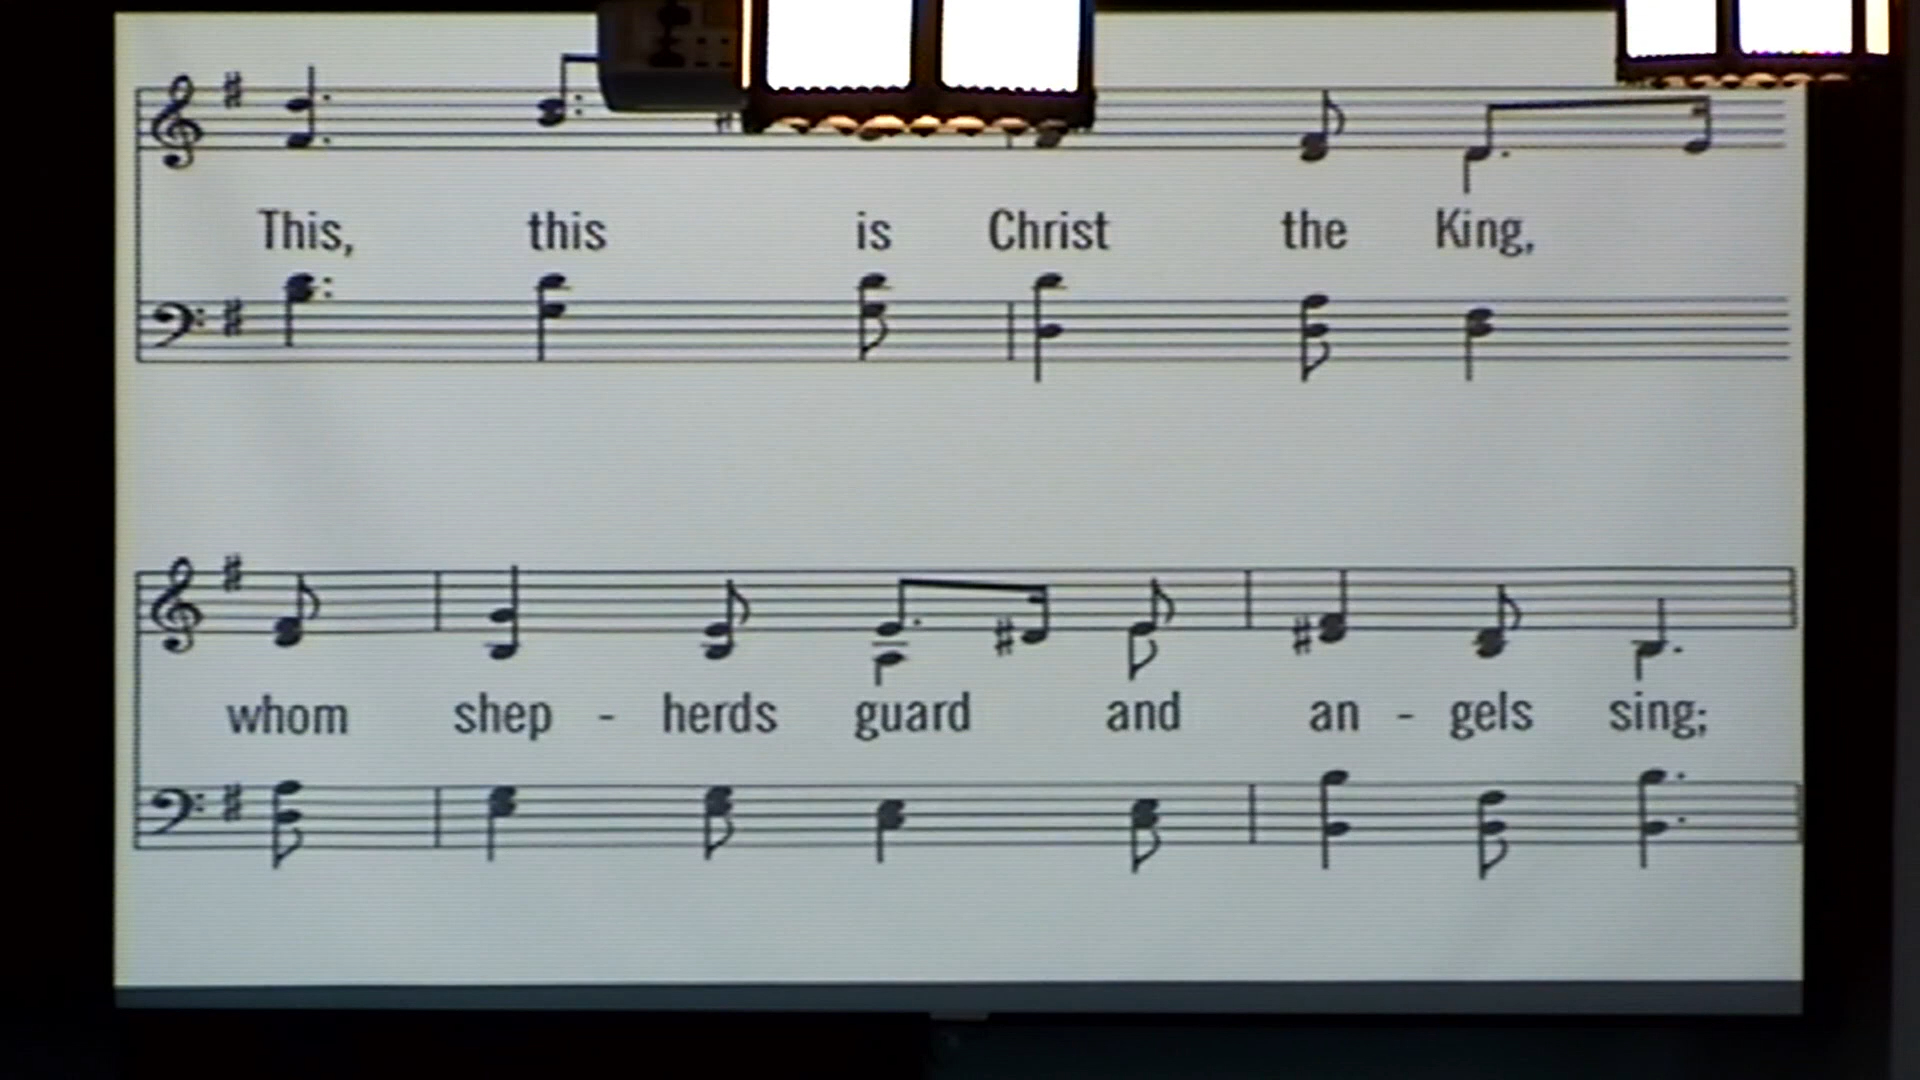 This, this is Christ the King,
whom shep - herds guard and an - gels sing;